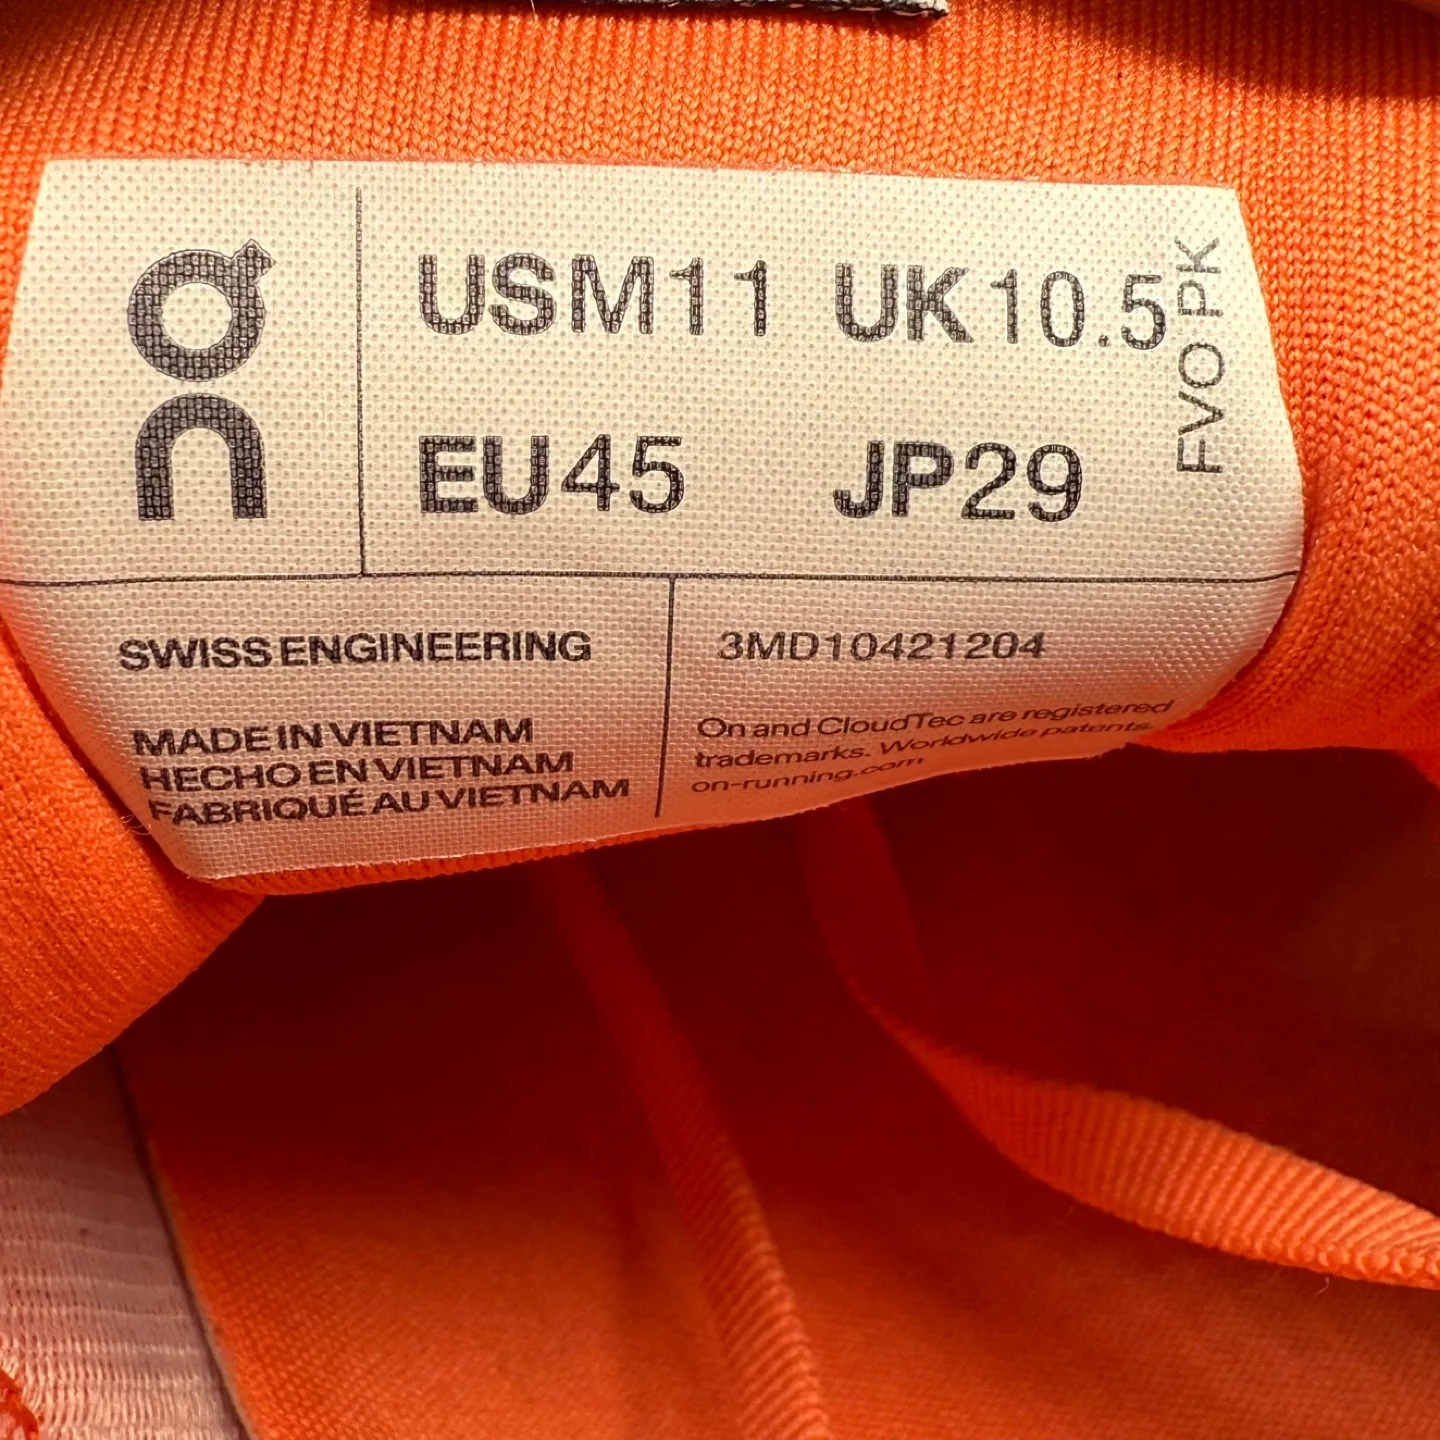 on
USM11 UK10.5
EU45 JP29
FVO PK
SWISS ENGINEERING
MADE IN VIETNAM
HECHO EN VIETNAM
FABRIQUÉ AU VIETNAM
3MD10421204
On and CloudTec are registered
trademarks. Worldwide patents.
on-running.com